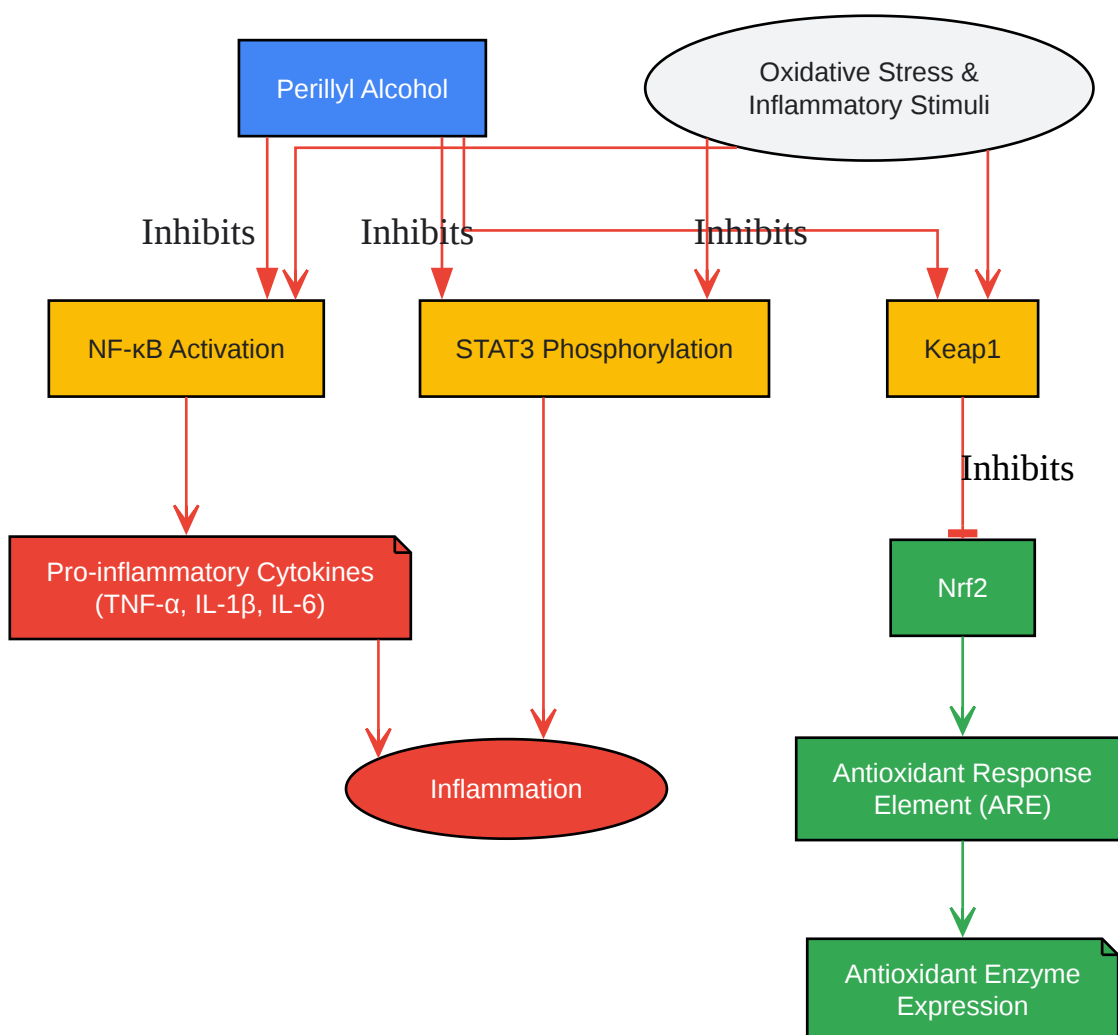 Perillyl Alcohol
Oxidative Stress &
Inflammatory Stimuli
Inhibits
Inhibits
Inhibits
NF-κB Activation
STAT3 Phosphorylation
Keap1
Inhibits
Pro-inflammatory Cytokines
(TNF-α, IL-1β, IL-6)
Nrf2
Inflammation
Antioxidant Response
Element (ARE)
Antioxidant Enzyme
Expression